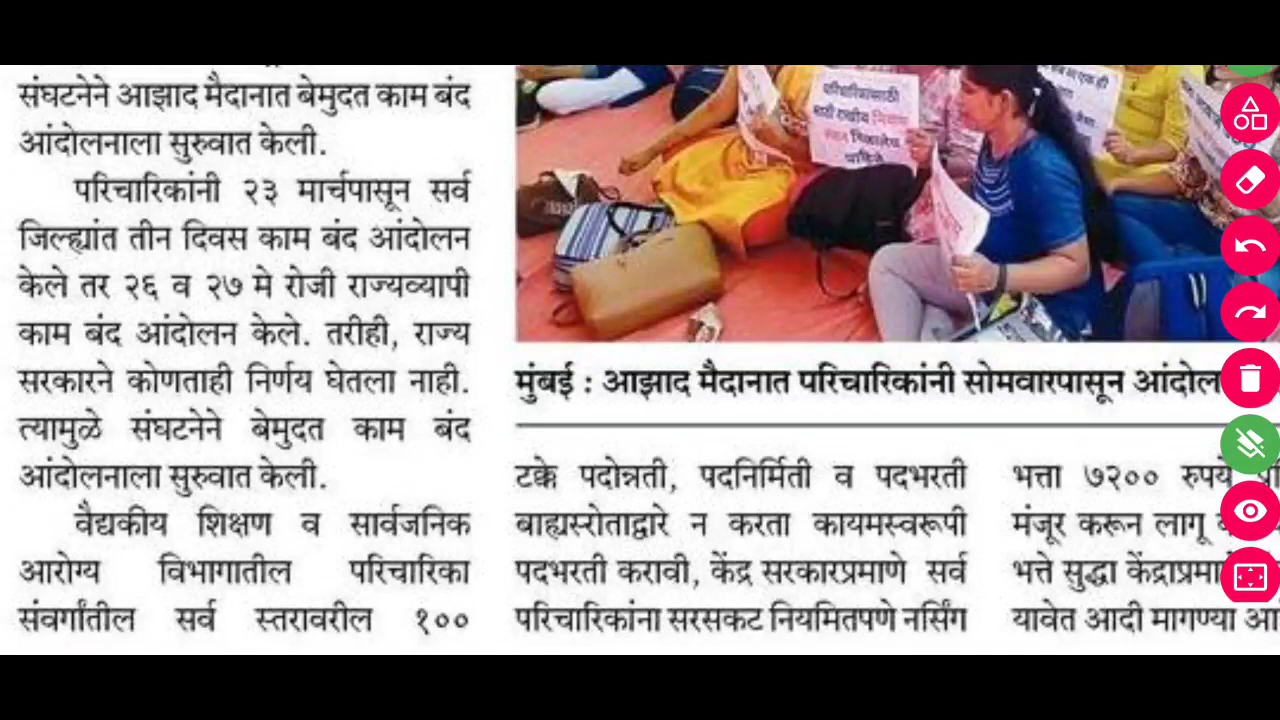 संघटनेने आझाद मैदानात बेमुदत काम बंद
आंदोलनाला सुरुवात केली.
परिचारिकांनी २३ मार्चपासून सर्व
जिल्ह्यांत तीन दिवस काम बंद आंदोलन
केले तर २६ व २७ मे रोजी राज्यव्यापी
काम बंद आंदोलन केले. तरीही, राज्य
सरकारने कोणताही निर्णय घेतला नाही.
त्यामुळे संघटनेने बेमुदत काम बंद
आंदोलनाला सुरुवात केली.
वैद्यकीय शिक्षण व सार्वजनिक
आरोग्य विभागातील परिचारिका
संवर्गांतील सर्व स्तरावरील १००
परिचारिकांसाठी
पाहिजे
मुंबई : आझाद मैदानात परिचारिकांनी सोमवारपासून आंदोल
टक्के पदोन्नती, पदनिर्मिती व पदभरती
बाह्यस्रोताद्वारे न करता कायमस्वरूपी
पदभरती करावी, केंद्र सरकारप्रमाणे सर्व
परिचारिकांना सरसकट नियमितपणे नर्सिंग
भत्ता ७२०० रुपये
मंजूर करून लागू
भत्ते सुद्धा केंद्राप्रमा
यावेत आदी मागण्या आ